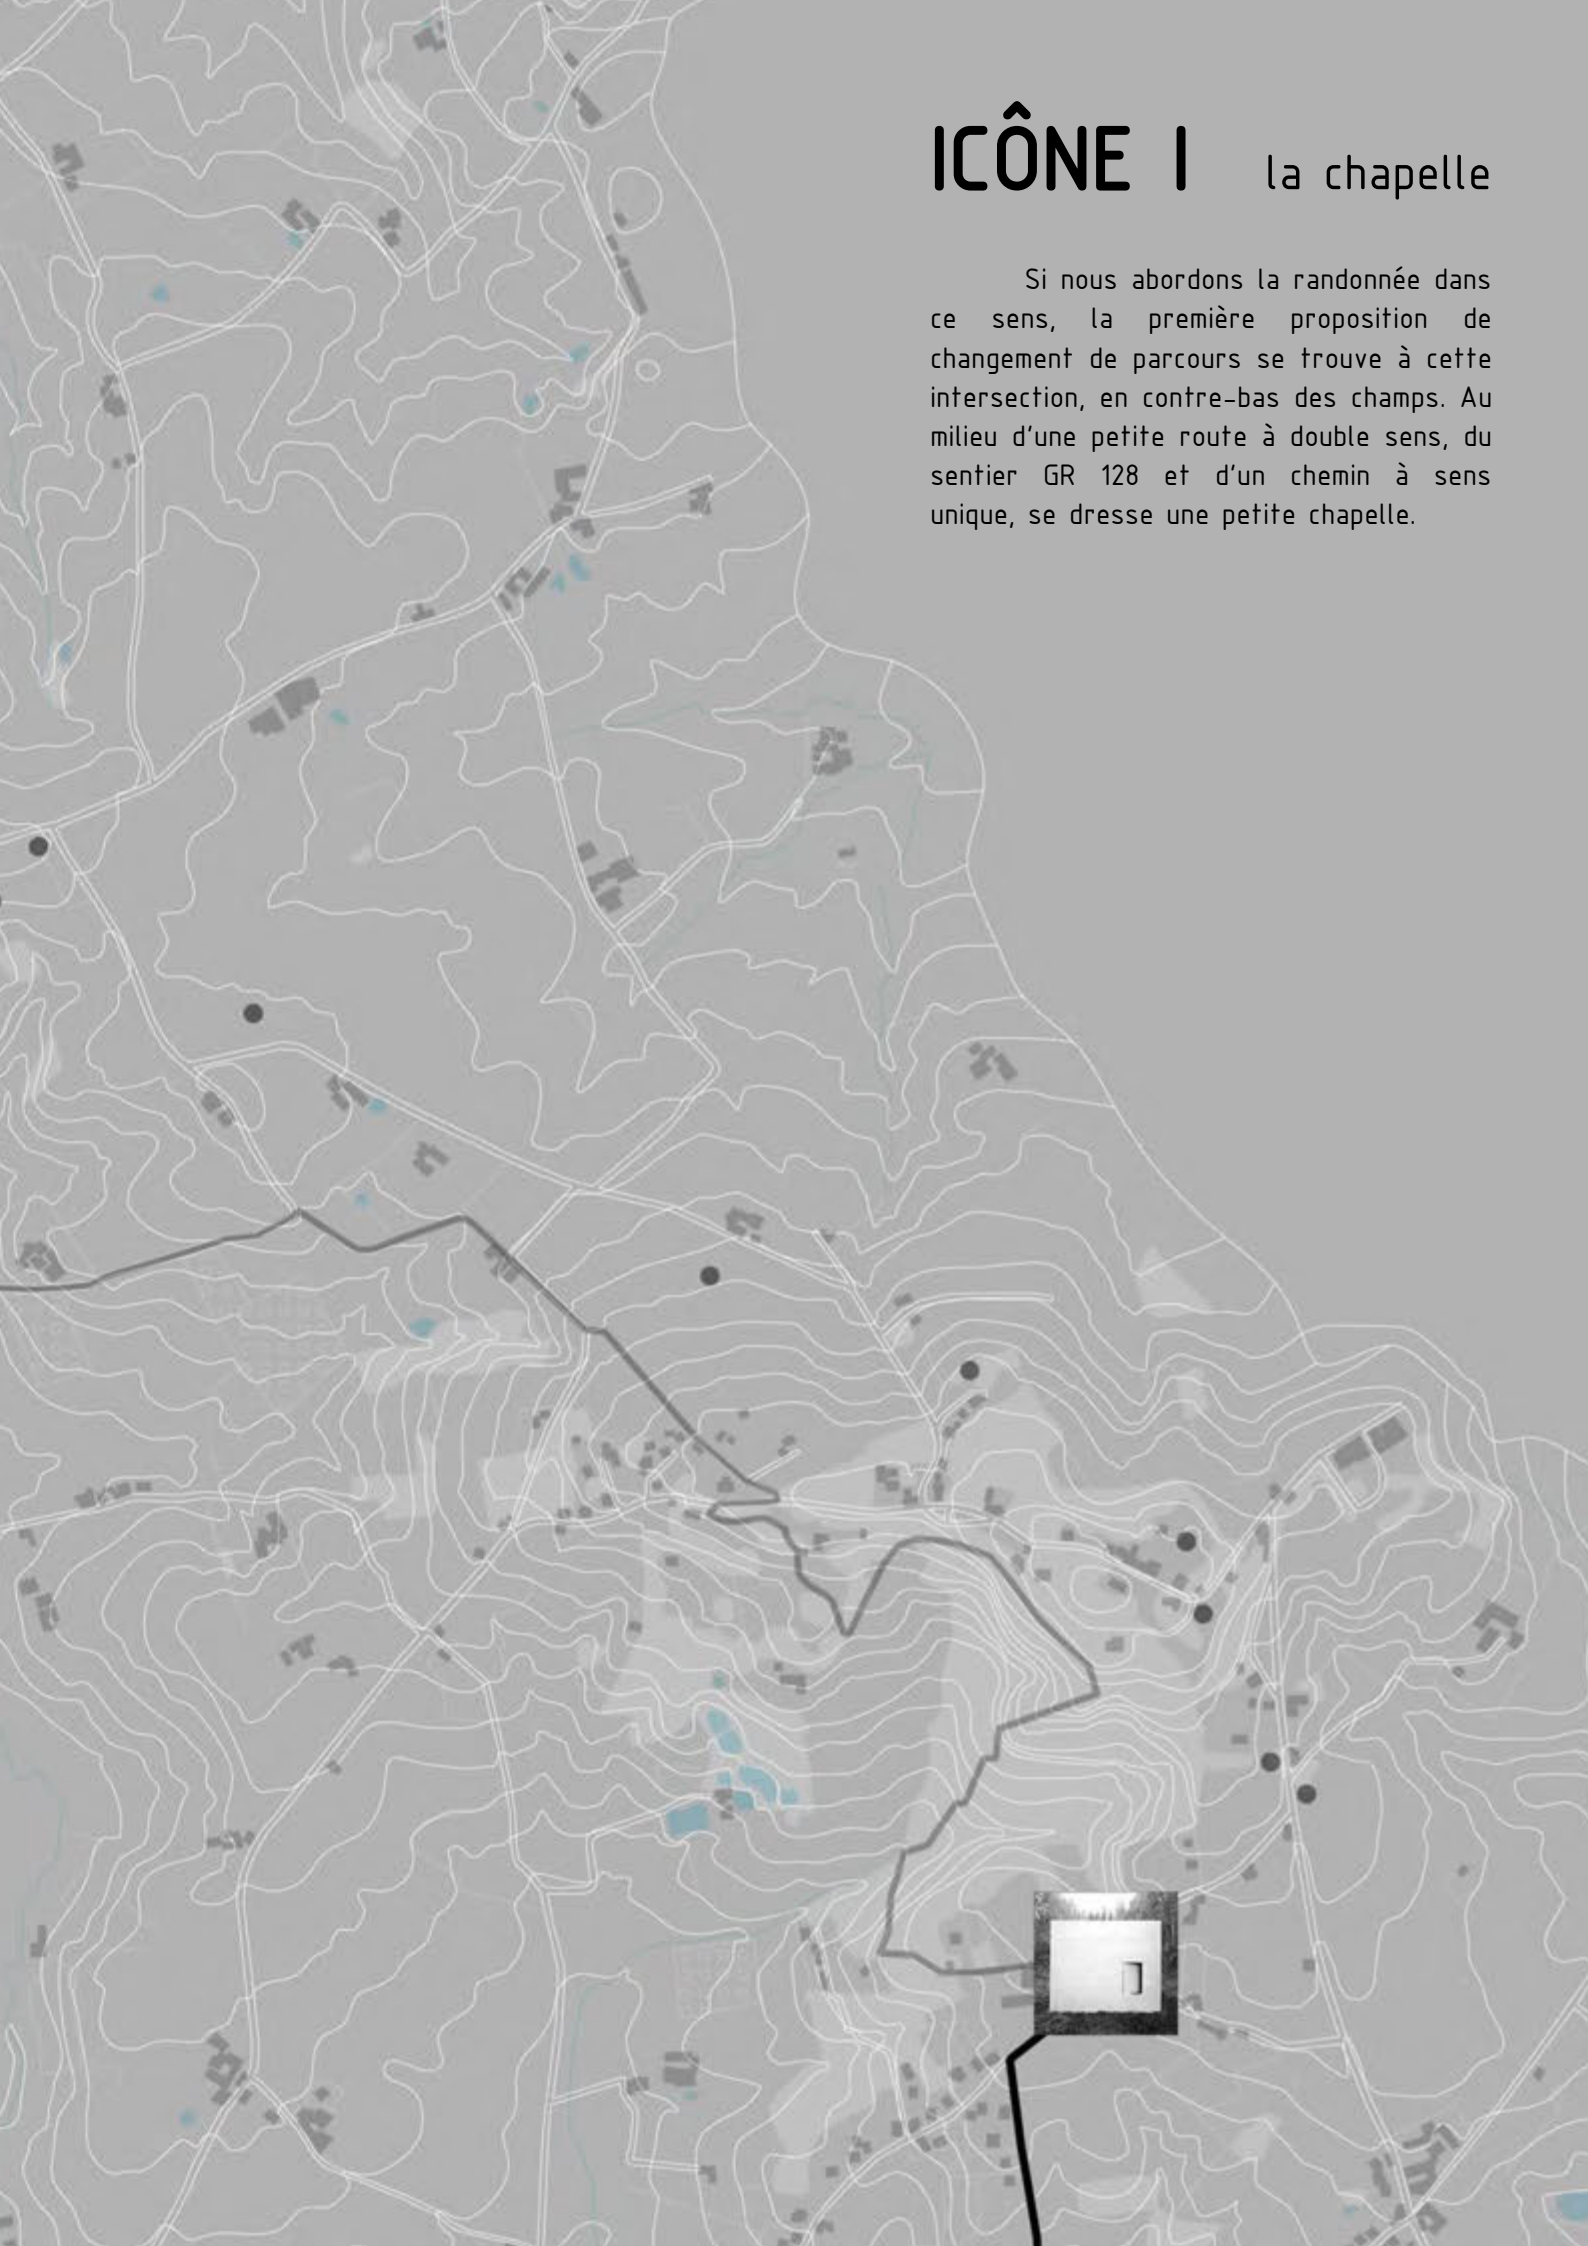 ICÔNE I la chapelle
Si nous abordons la randonnée dans
ce sens, la première proposition de
changement de parcours se trouve à cette
intersection, en contre-bas des champs. Au
milieu d'une petite route à double sens, du
sentier GR 128 et d'un chemin à sens
unique, se dresse une petite chapelle.